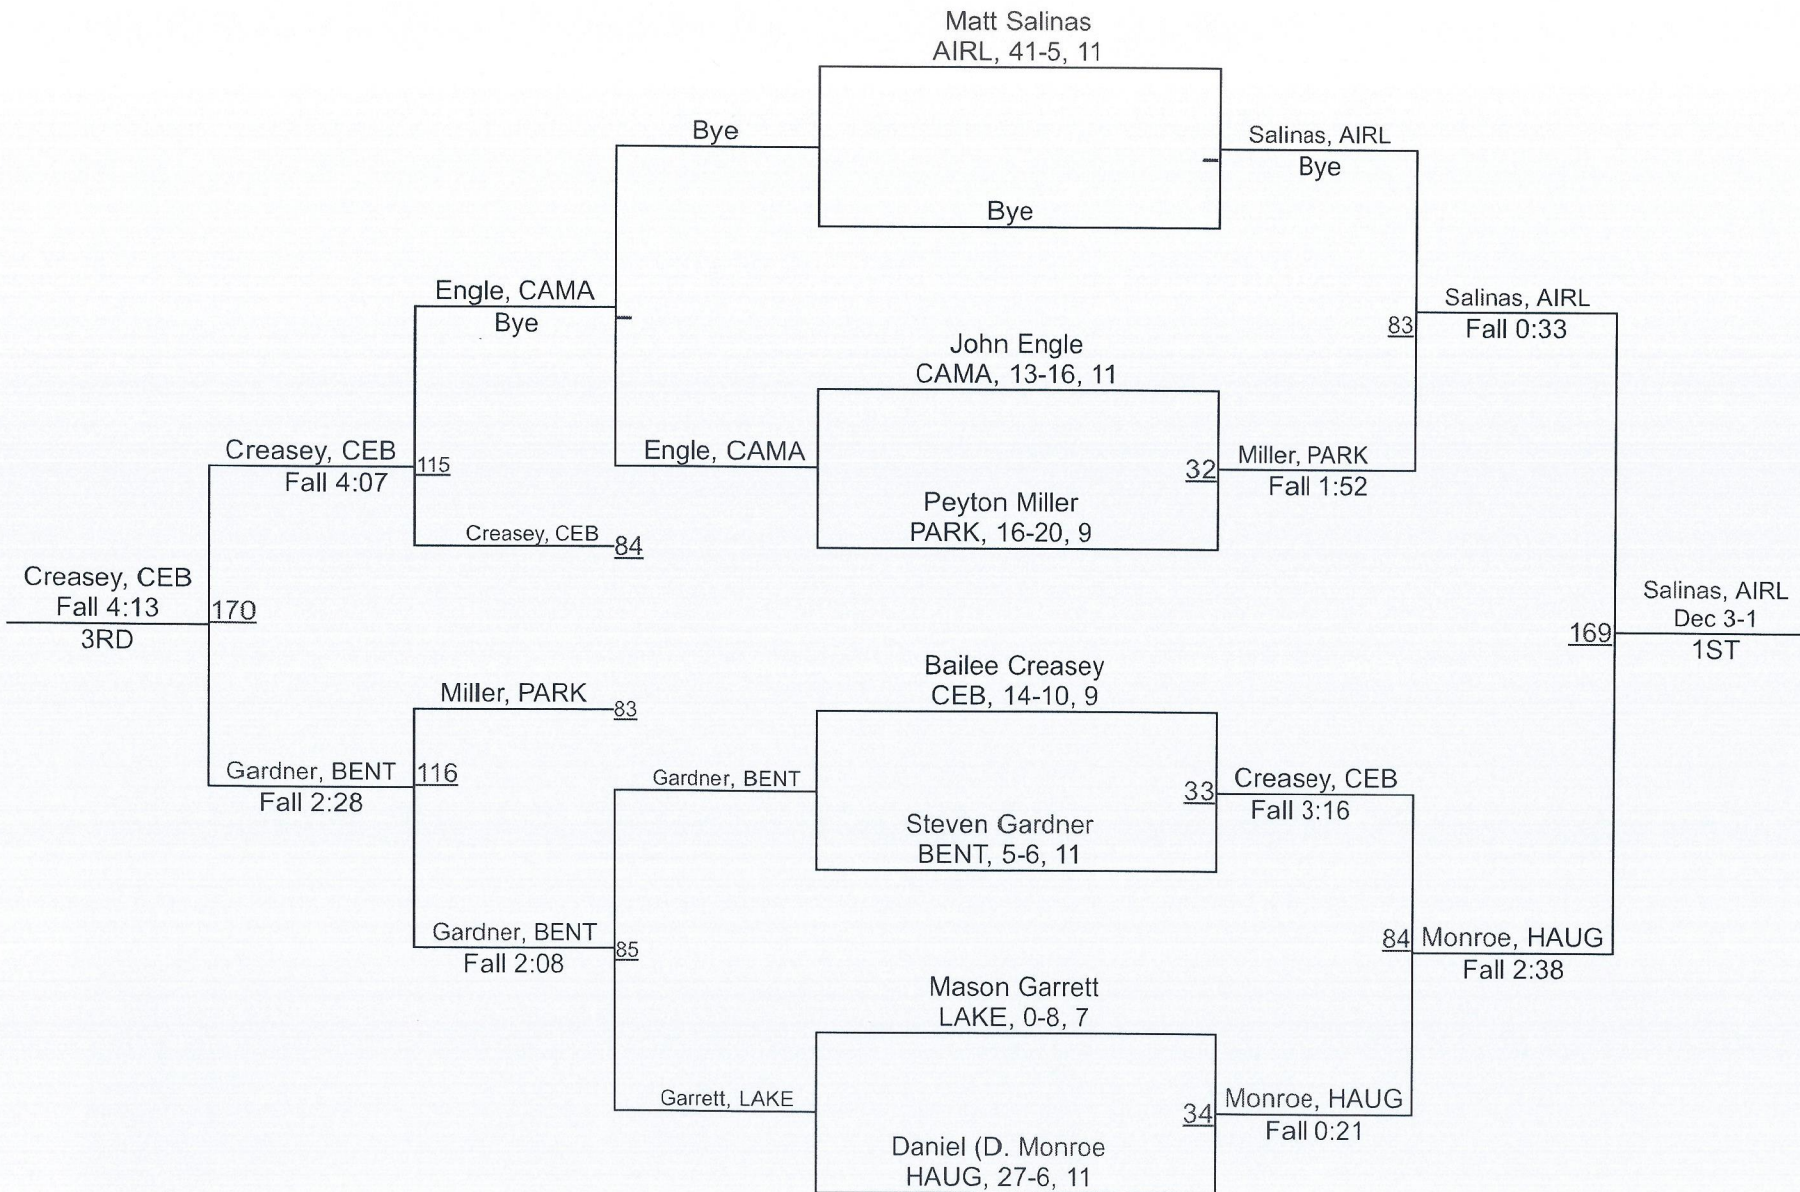 Matt Salinas
AIRL, 41-5, 11
Bye
Salinas, AIRL
Bye
Bye
Engle, CAMA
Bye
Salinas, AIRL
83
Fall 0:33
John Engle
CAMA, 13-16, 11
Creasey, CEB
115
Fall 4:07
Engle, CAMA
32
Miller, PARK
Fall 1:52
Peyton Miller
PARK, 16-20, 9
Creasey, CEB
84
Creasey, CEB
Fall 4:13
170
3RD
Salinas, AIRL
Dec 3-1
169
1ST
Bailee Creasey
CEB, 14-10, 9
Miller, PARK
83
Gardner, BENT
116
Fall 2:28
Gardner, BENT
33
Creasey, CEB
Fall 3:16
Steven Gardner
BENT, 5-6, 11
Gardner, BENT
85
Fall 2:08
84
Monroe, HAUG
Fall 2:38
Mason Garrett
LAKE, 0-8, 7
Garrett, LAKE
34
Monroe, HAUG
Fall 0:21
Daniel (D. Monroe
HAUG, 27-6, 11